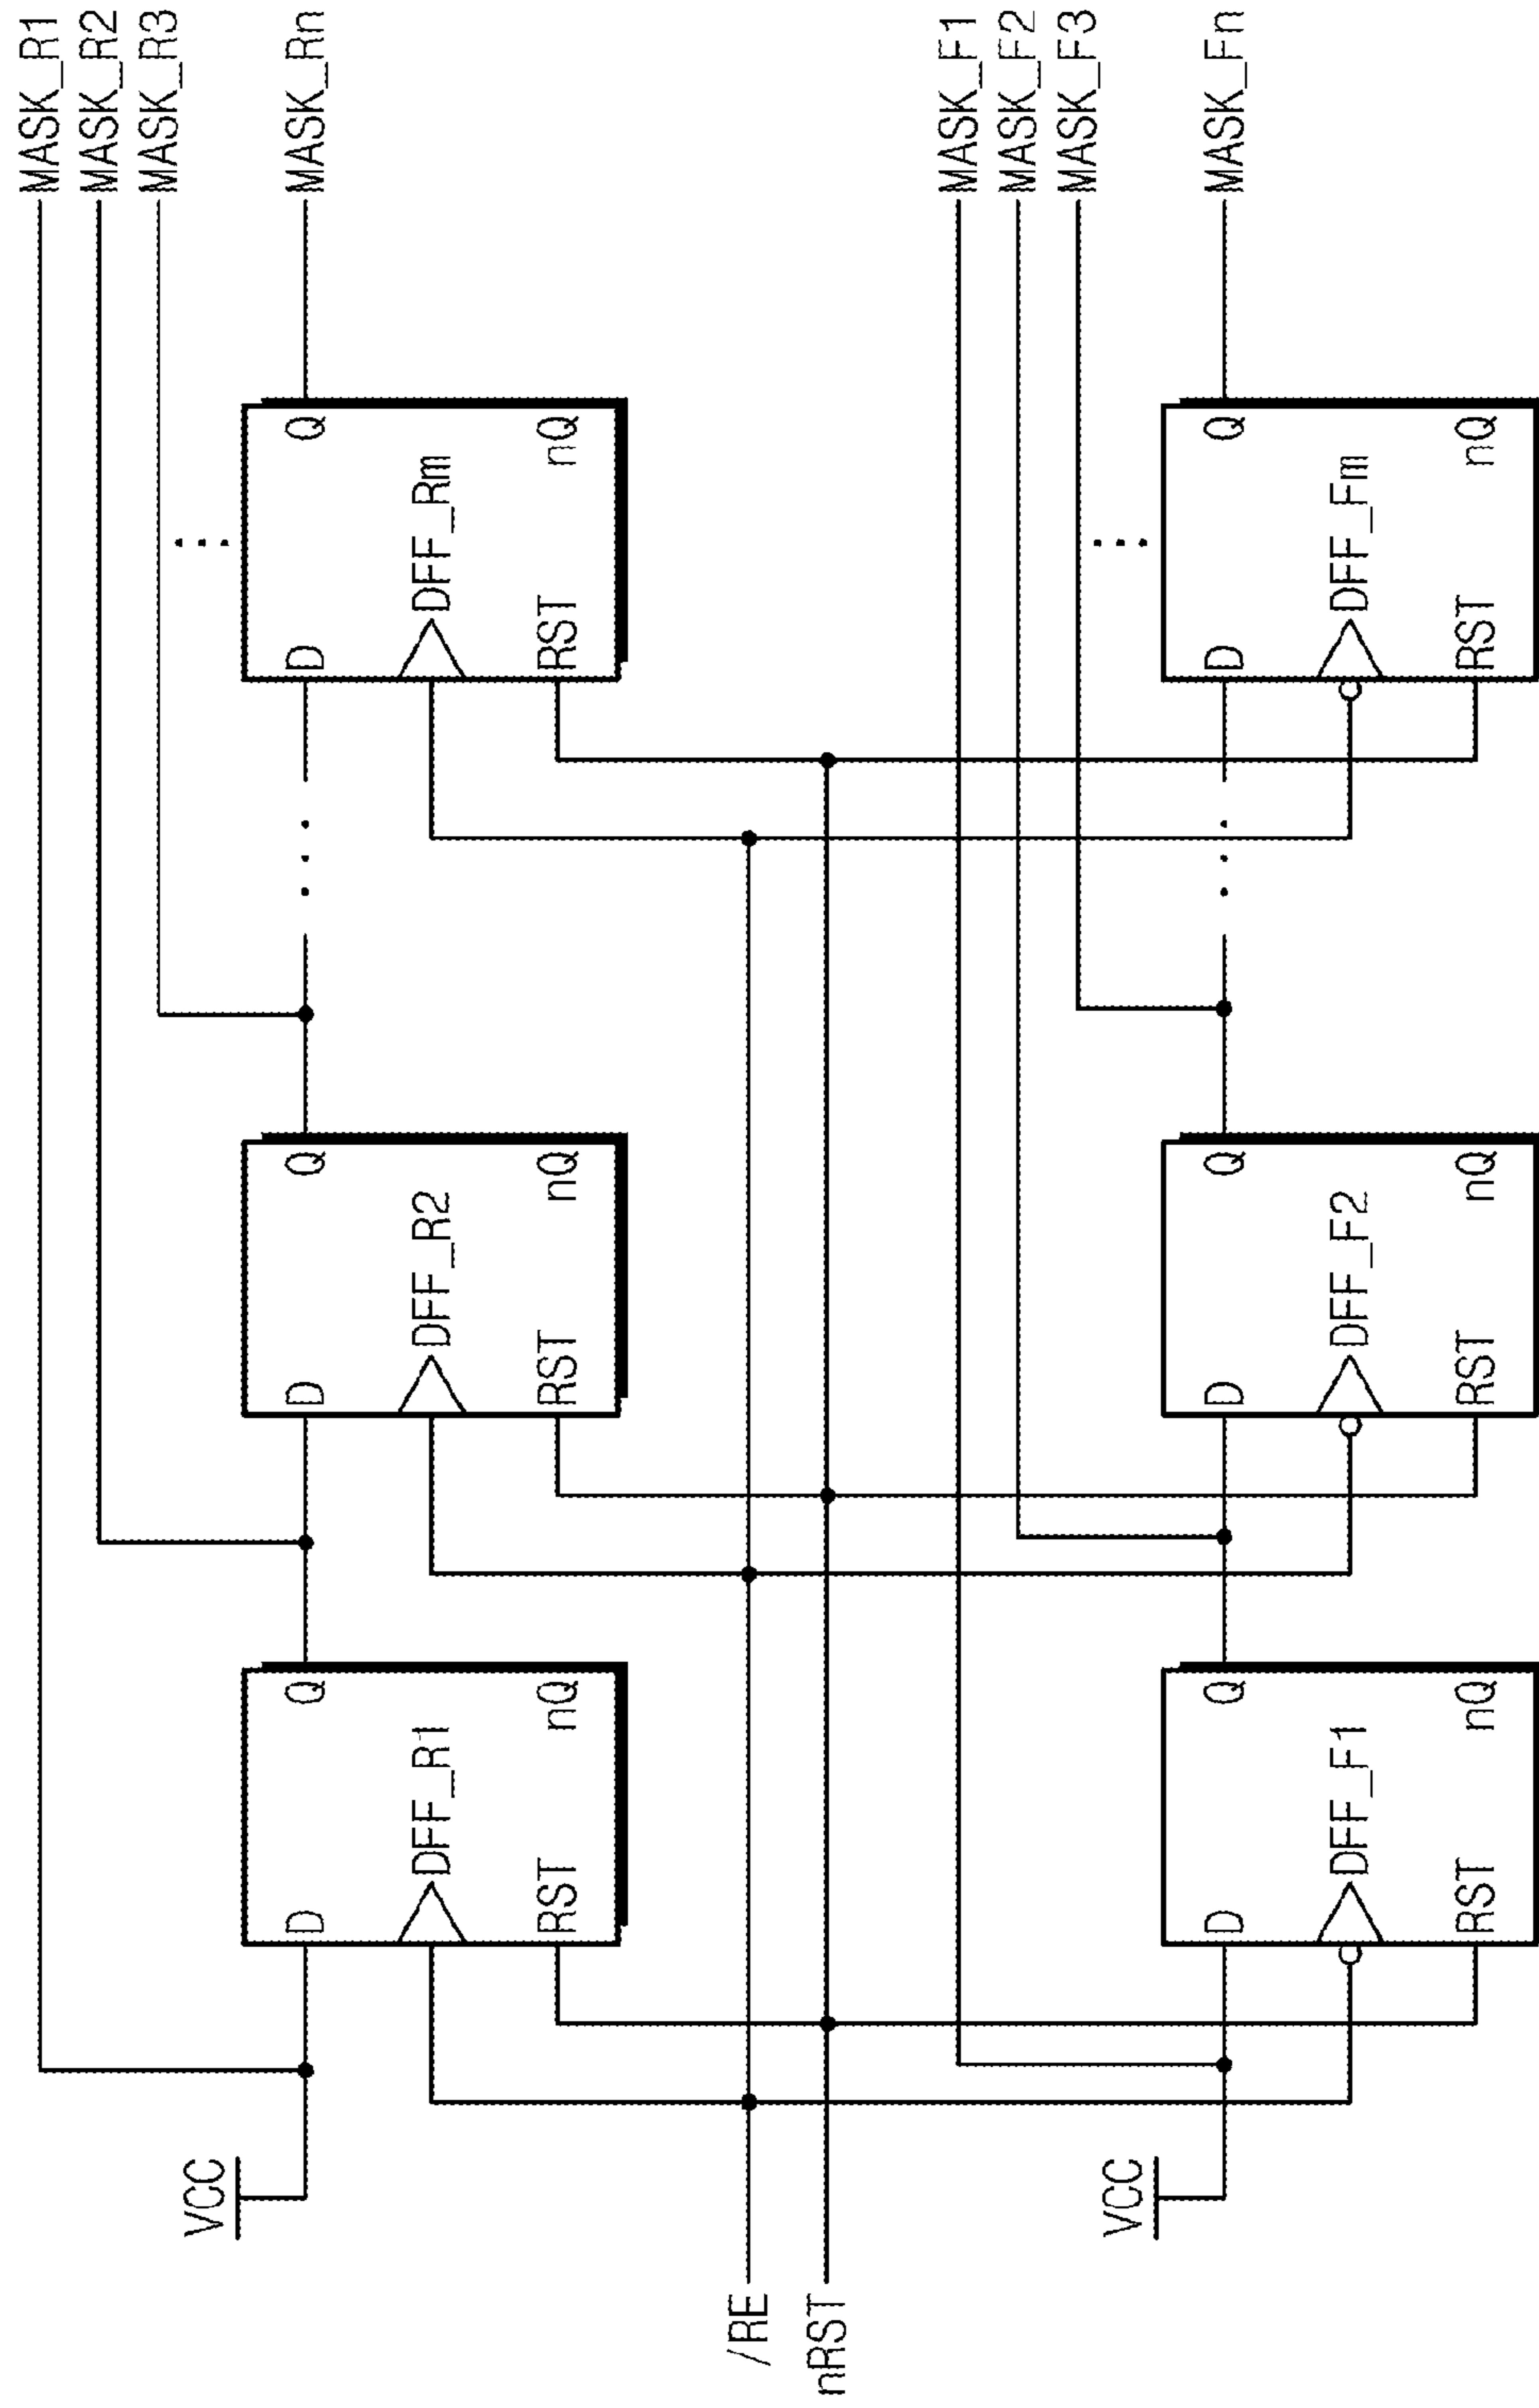 MASK_R1
MASK_R2
MASK_R3
MASK_Rn
VCC
D
Q
DFF_R1
RST
nQ
D
Q
DFF_R2
RST
nQ
D
Q
DFF_Rm
RST
nQ
/RE
nRST
MASK_F1
MASK_F2
MASK_F3
MASK_Fn
VCC
D
Q
DFF_F1
RST
nQ
D
Q
DFF_F2
RST
nQ
D
Q
DFF_Fm
RST
nQ